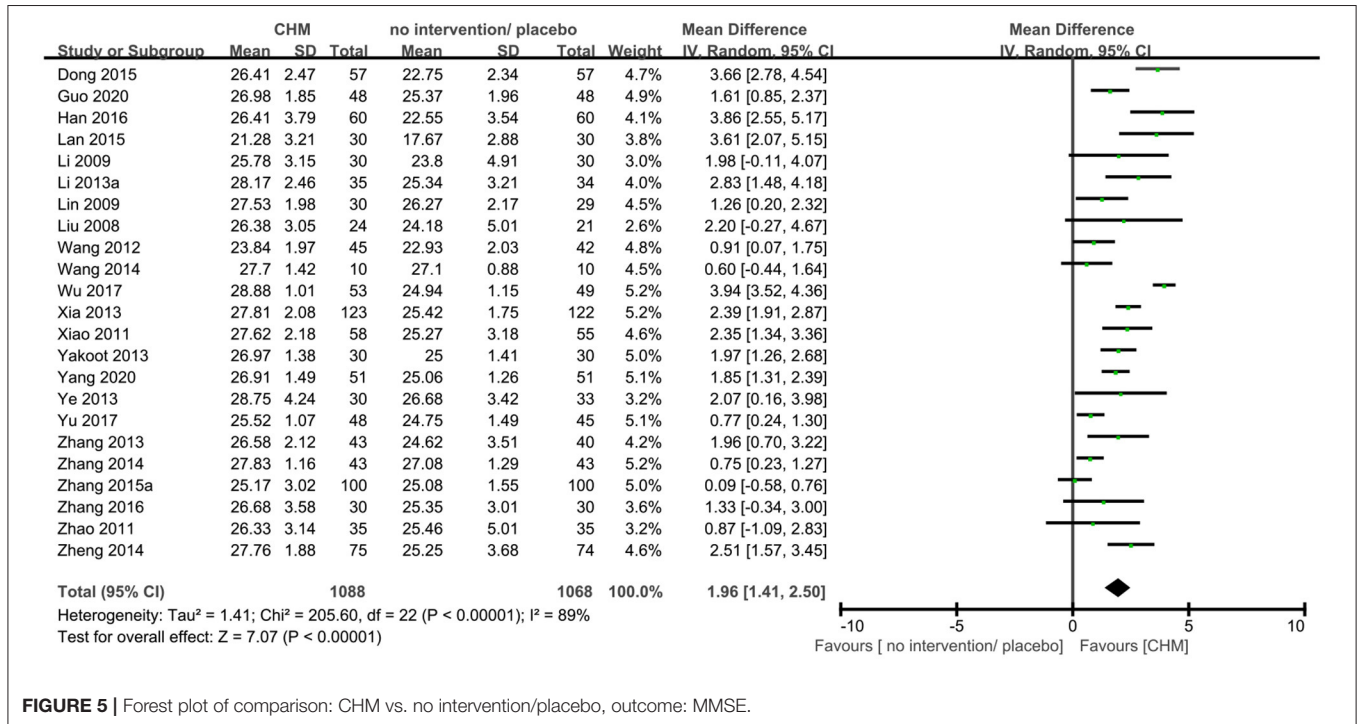 CHM no intervention/ placebo Mean Difference Mean Difference
Study or Subgroup Mean SD Total Mean SD Total Weight IV. Random. 95% CI IV. Random. 95% CI
Dong 2015 26.41 2.47 57 22.75 2.34 57 4.7% 3.66 [2.78, 4.54]
Guo 2020 26.98 1.85 48 25.37 1.96 48 4.9% 1.61 [0.85, 2.37]
Han 2016 26.41 3.79 60 22.55 3.54 60 4.1% 3.86 [2.55, 5.17]
Lan 2015 21.28 3.21 30 17.67 2.88 30 3.8% 3.61 [2.07, 5.15]
Li 2009 25.78 3.15 30 23.8 4.91 30 3.0% 1.98 [-0.11, 4.07]
Li 2013a 28.17 2.46 35 25.34 3.21 34 4.0% 2.83 [1.48, 4.18]
Lin 2009 27.53 1.98 30 26.27 2.17 29 4.5% 1.26 [0.20, 2.32]
Liu 2008 26.38 3.05 24 24.18 5.01 21 2.6% 2.20 [-0.27, 4.67]
Wang 2012 23.84 1.97 45 22.93 2.03 42 4.8% 0.91 [0.07, 1.75]
Wang 2014 27.7 1.42 10 27.1 0.88 10 4.5% 0.60 [-0.44, 1.64]
Wu 2017 28.88 1.01 53 24.94 1.15 49 5.2% 3.94 [3.52, 4.36]
Xia 2013 27.81 2.08 123 25.42 1.75 122 5.2% 2.39 [1.91, 2.87]
Xiao 2011 27.62 2.18 58 25.27 3.18 55 4.5% 2.35 [1.34, 3.36]
Yakoot 2013 26.97 1.38 30 25 1.41 30 5.0% 1.97 [1.26, 2.68]
Yang 2020 26.91 1.49 51 25.06 1.26 51 5.1% 1.85 [1.31, 2.39]
Ye 2013 28.75 4.24 30 26.68 3.42 33 3.2% 2.07 [0.16, 3.98]
Yu 2017 25.52 1.07 48 24.75 1.49 45 5.1% 0.77 [0.24, 1.30]
Zhang 2013 26.58 2.12 43 24.62 3.51 40 4.2% 1.96 [0.70, 3.22]
Zhang 2014 27.83 1.16 43 27.08 1.29 43 5.2% 0.75 [0.23, 1.27]
Zhang 2015a 25.17 3.02 100 25.08 1.55 100 5.0% 0.09 [-0.58, 0.76]
Zhang 2016 26.68 3.58 30 25.35 3.01 30 3.6% 1.33 [-0.34, 3.00]
Zhao 2011 26.33 3.14 35 25.46 5.01 35 3.2% 0.87 [-1.09, 2.83]
Zheng 2014 27.76 1.88 75 25.25 3.68 74 4.6% 2.51 [1.57, 3.45]
Total (95% CI) 1088 1068 100.0% 1.96 [1.41, 2.50]
Heterogeneity: Tau² = 1.41; Chi² = 205.60, df = 22 (P < 0.00001); I² = 89%
Test for overall effect: Z = 7.07 (P < 0.00001)
-10 -5 0 5 10
Favours [ no intervention/ placebo] Favours [CHM]
FIGURE 5 | Forest plot of comparison: CHM vs. no intervention/placebo, outcome: MMSE.